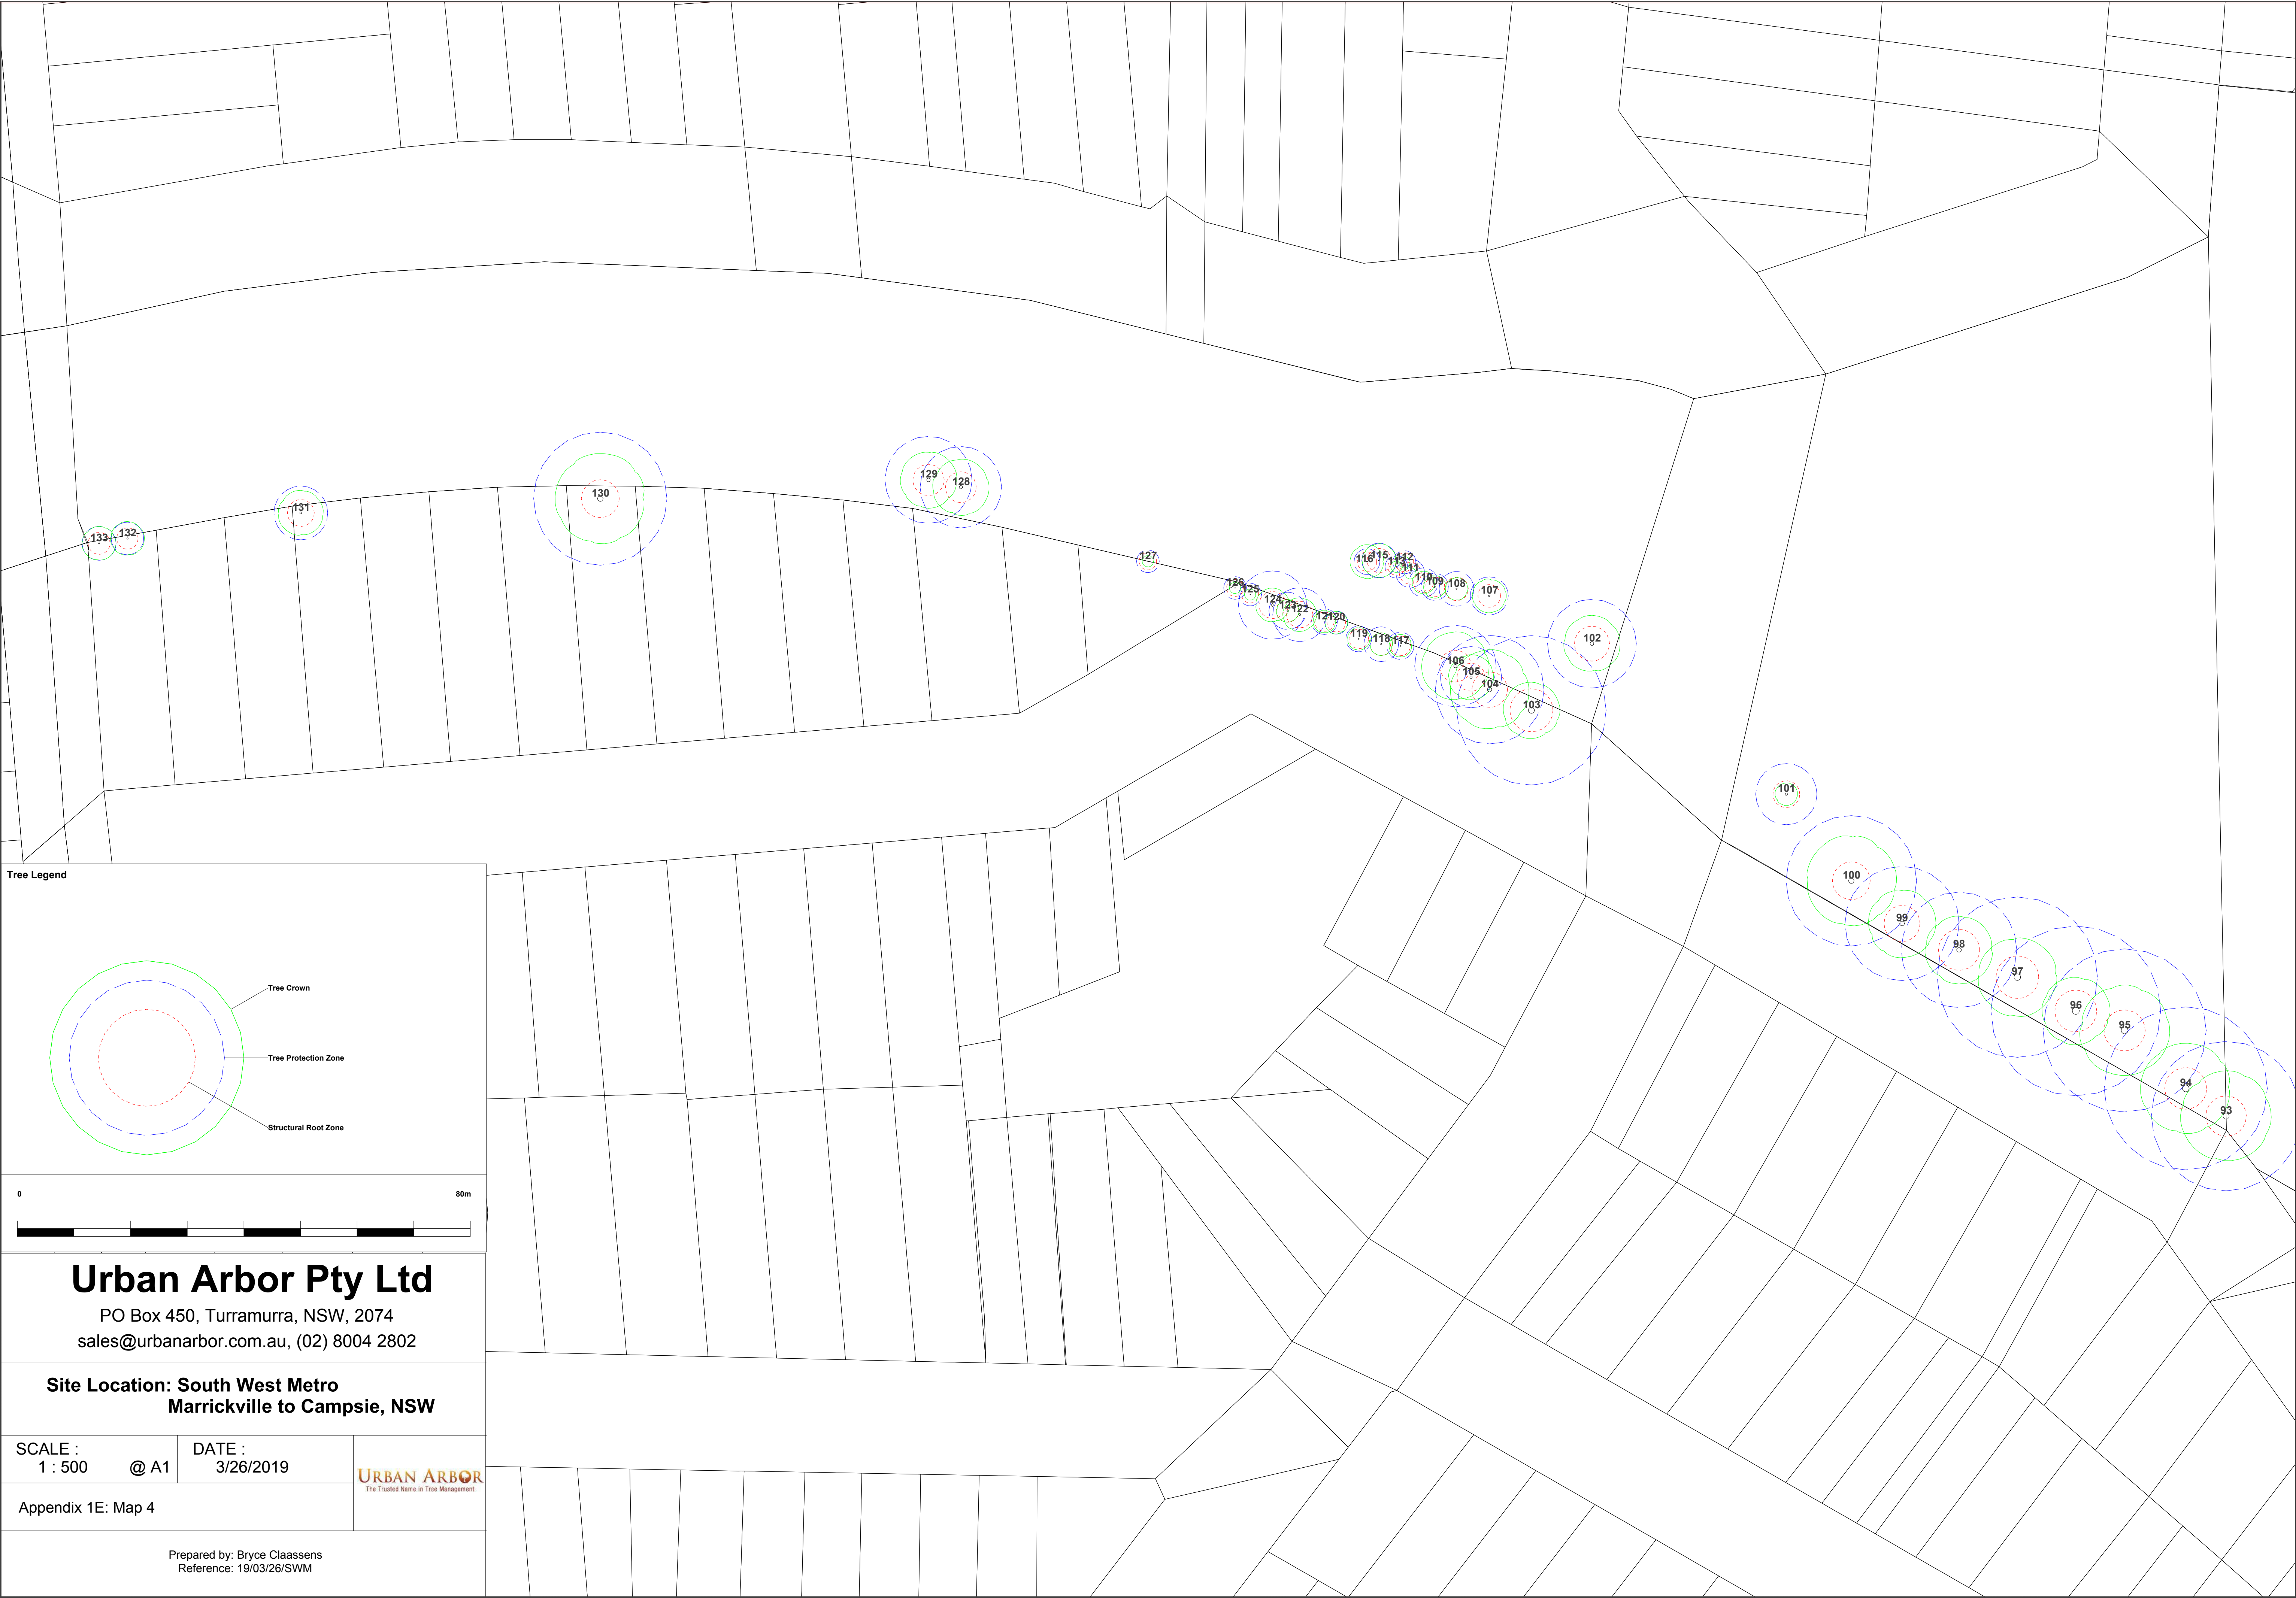 130
129
128
131
133
132
127
116
115
112
113
111
110
109
108
107
126
125
124
123
122
121
120
119
118
117
102
106
105
104
103
101
100
99
98
97
96
95
94
93
Tree Legend
Tree Crown
Tree Protection Zone
Structural Root Zone
0 80m
Urban Arbor Pty Ltd
PO Box 450, Turramurra, NSW, 2074
sales@urbanarbor.com.au, (02) 8004 2802
Site Location: South West Metro
Marrickville to Campsie, NSW
SCALE :
1 : 500 @ A1
DATE :
3/26/2019
URBAN ARBOR
The Trusted Name in Tree Management
Appendix 1E: Map 4
Prepared by: Bryce Claassens
Reference: 19/03/26/SWM